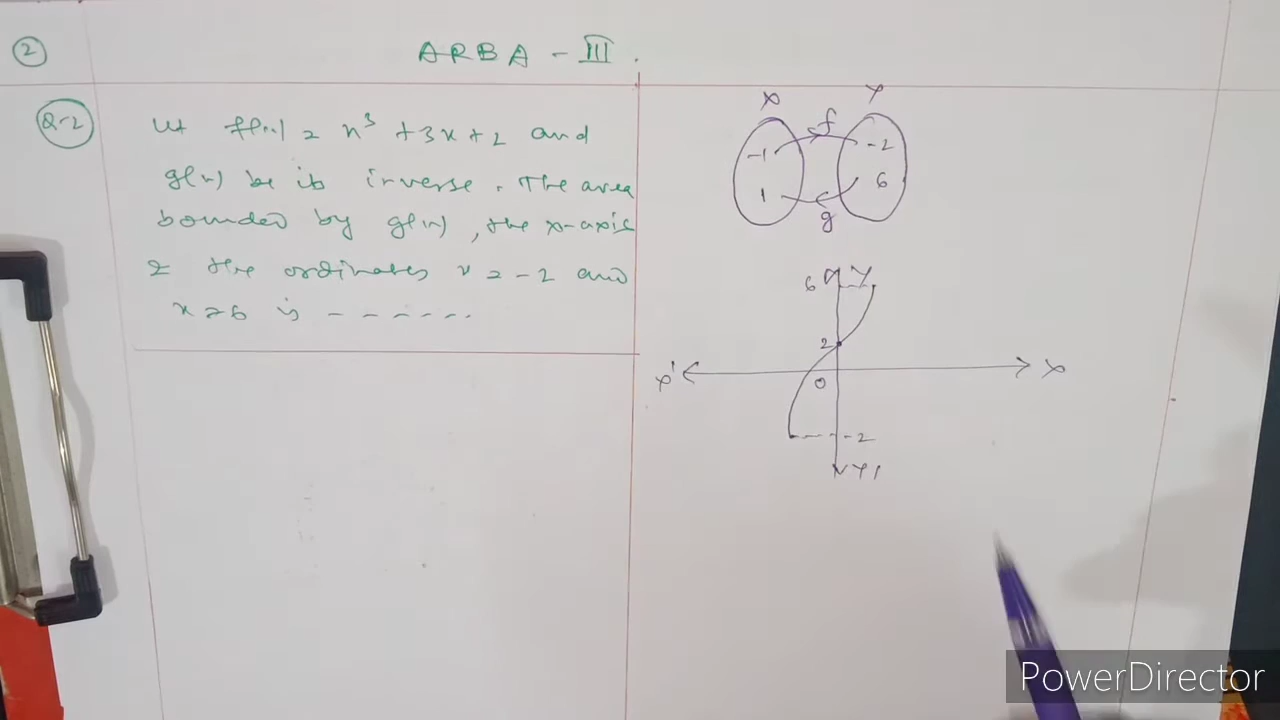 2
AREA - III.
Q-2
Let f(x) = x³ + 3x + 2 and
g(x) be its inverse. The area
bounded by g(x), the x-axis
& the ordinates x = -2 and
x = 6 is - - - - - -
X Y
f
-1 -2
1 6
g
6 Y
2
X' O X
-2
Y'
PowerDirector